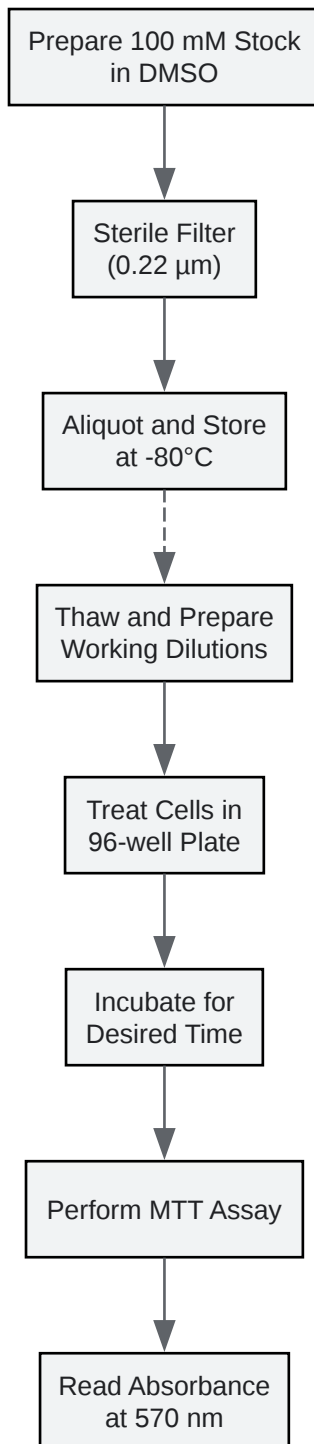 Prepare 100 mM Stock
in DMSO
Sterile Filter
(0.22 µm)
Aliquot and Store
at -80°C
Thaw and Prepare
Working Dilutions
Treat Cells in
96-well Plate
Incubate for
Desired Time
Perform MTT Assay
Read Absorbance
at 570 nm